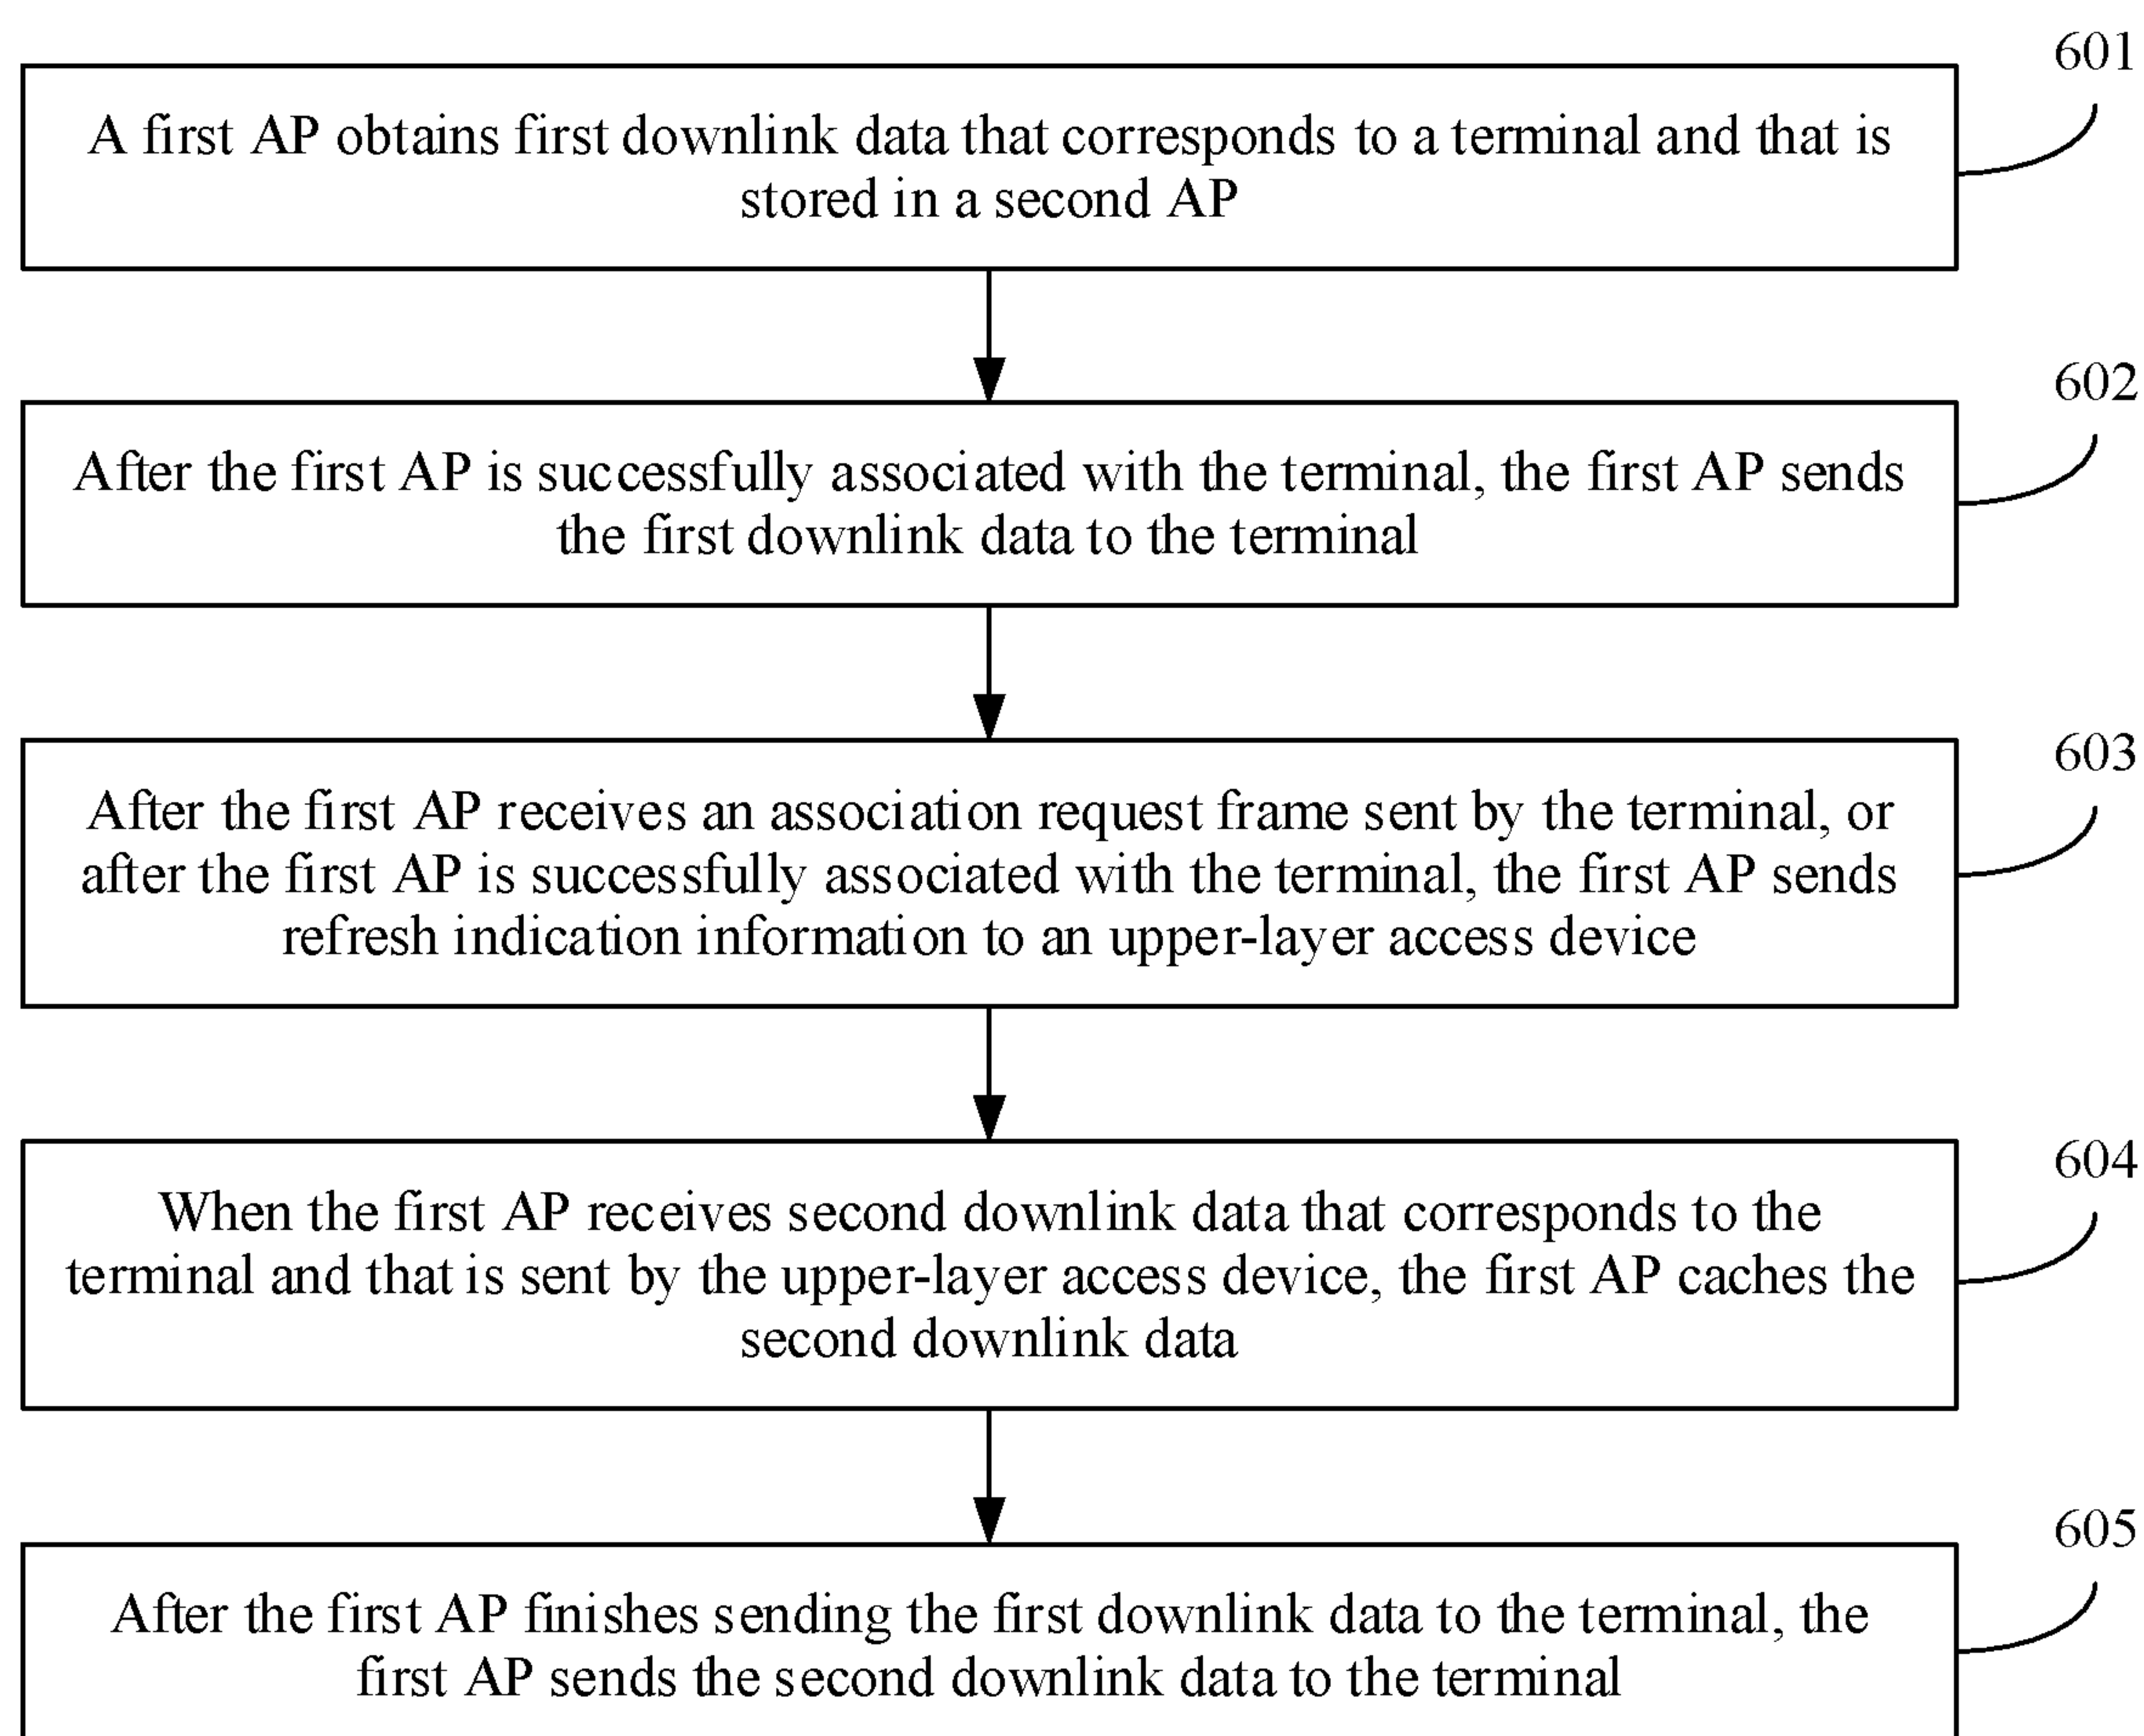 601
A first AP obtains first downlink data that corresponds to a terminal and that is
stored in a second AP
602
After the first AP is successfully associated with the terminal, the first AP sends
the first downlink data to the terminal
603
After the first AP receives an association request frame sent by the terminal, or
after the first AP is successfully associated with the terminal, the first AP sends
refresh indication information to an upper-layer access device
604
When the first AP receives second downlink data that corresponds to the
terminal and that is sent by the upper-layer access device, the first AP caches the
second downlink data
605
After the first AP finishes sending the first downlink data to the terminal, the
first AP sends the second downlink data to the terminal